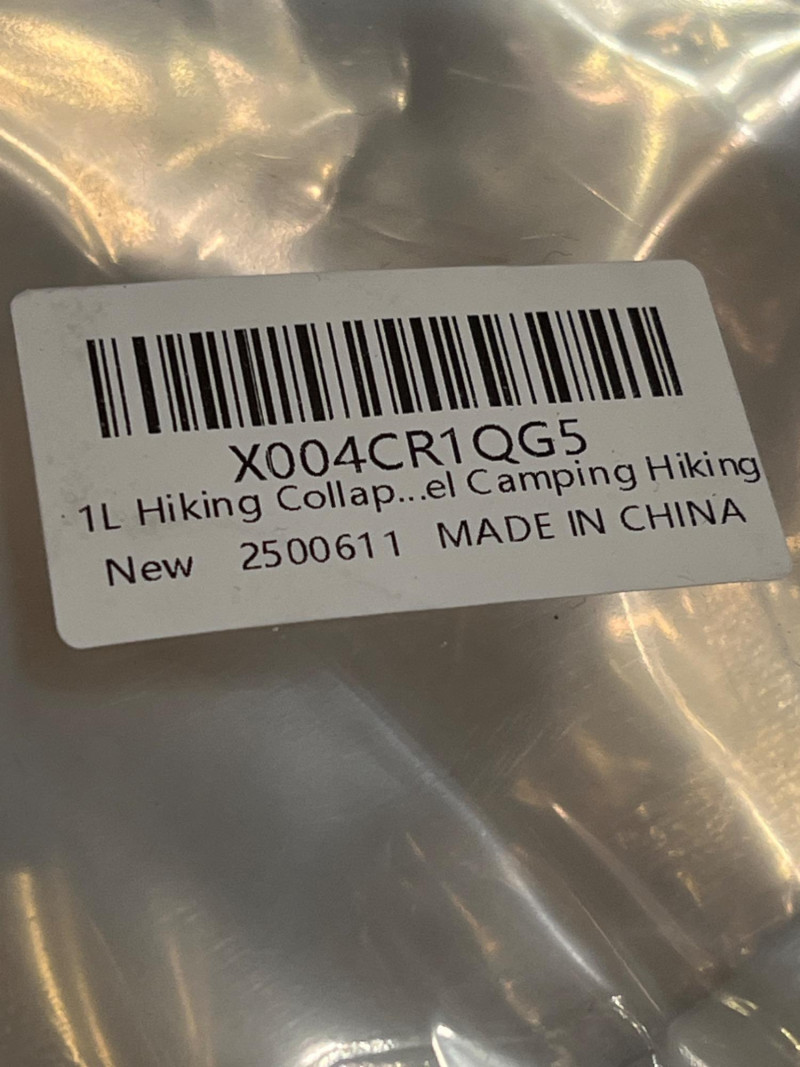 X004CR1QG5
1L Hiking Collap...el Camping Hiking
New 2500611 MADE IN CHINA